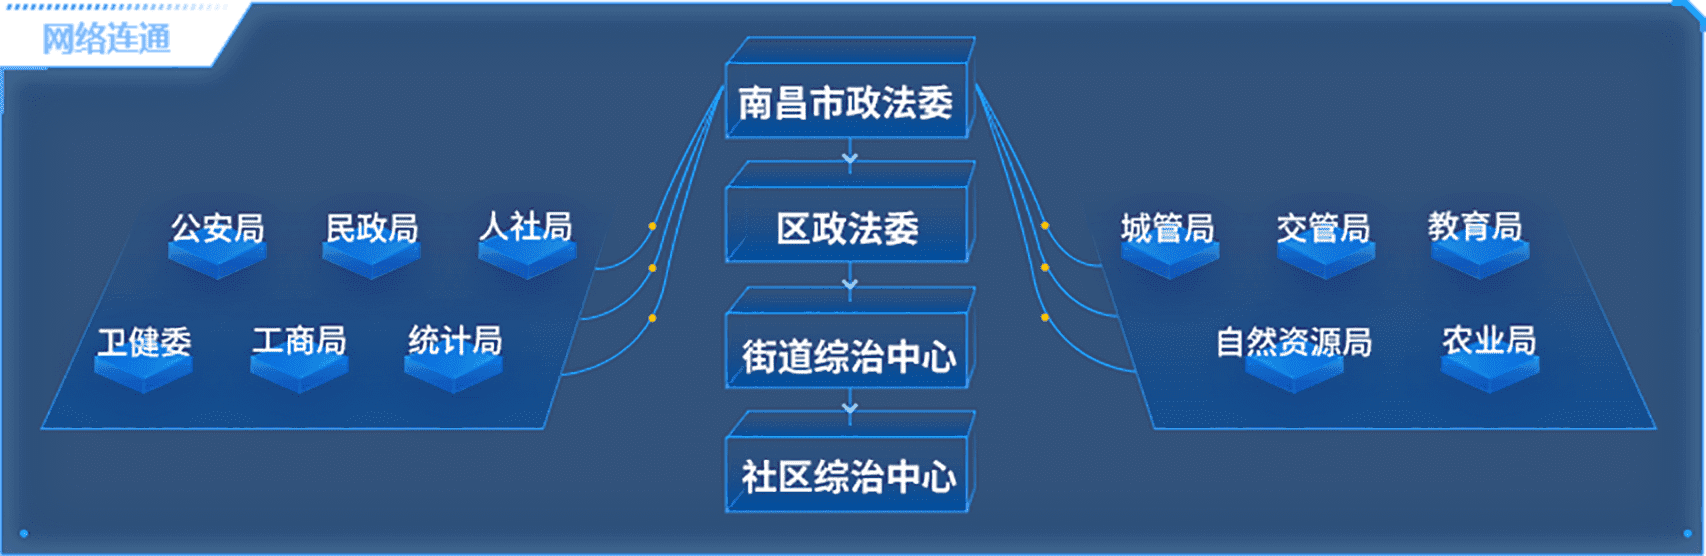 网络连通
南昌市政法委
区政法委
街道综治中心
社区综治中心
公安局
民政局
人社局
卫健委
工商局
统计局
城管局
交管局
教育局
自然资源局
农业局